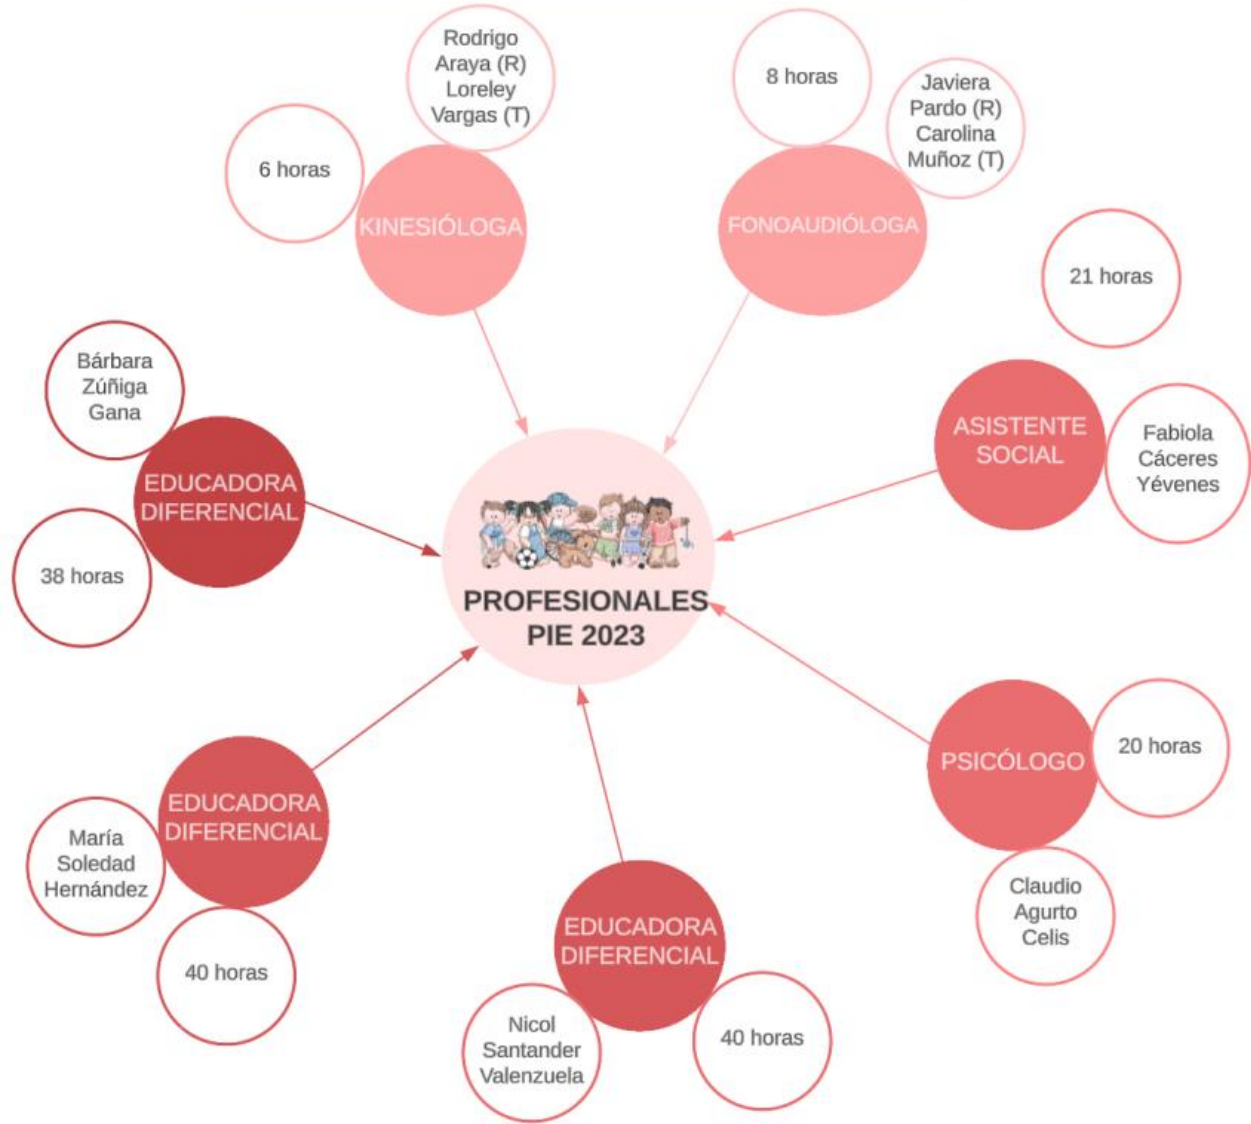 Rodrigo
Araya (R)
Loreley
Vargas (T)
6 horas
KINESIÓLOGA
8 horas
Javiera
Pardo (R)
Carolina
Muñoz (T)
FONOAUDIÓLOGA
21 horas
ASISTENTE
SOCIAL
Fabiola
Cáceres
Yévenes
Bárbara
Zúñiga
Gana
EDUCADORA
DIFERENCIAL
38 horas
PROFESIONALES
PIE 2023
PSICÓLOGO
20 horas
Claudio
Agurto
Celis
EDUCADORA
DIFERENCIAL
María
Soledad
Hernández
40 horas
EDUCADORA
DIFERENCIAL
Nicol
Santander
Valenzuela
40 horas